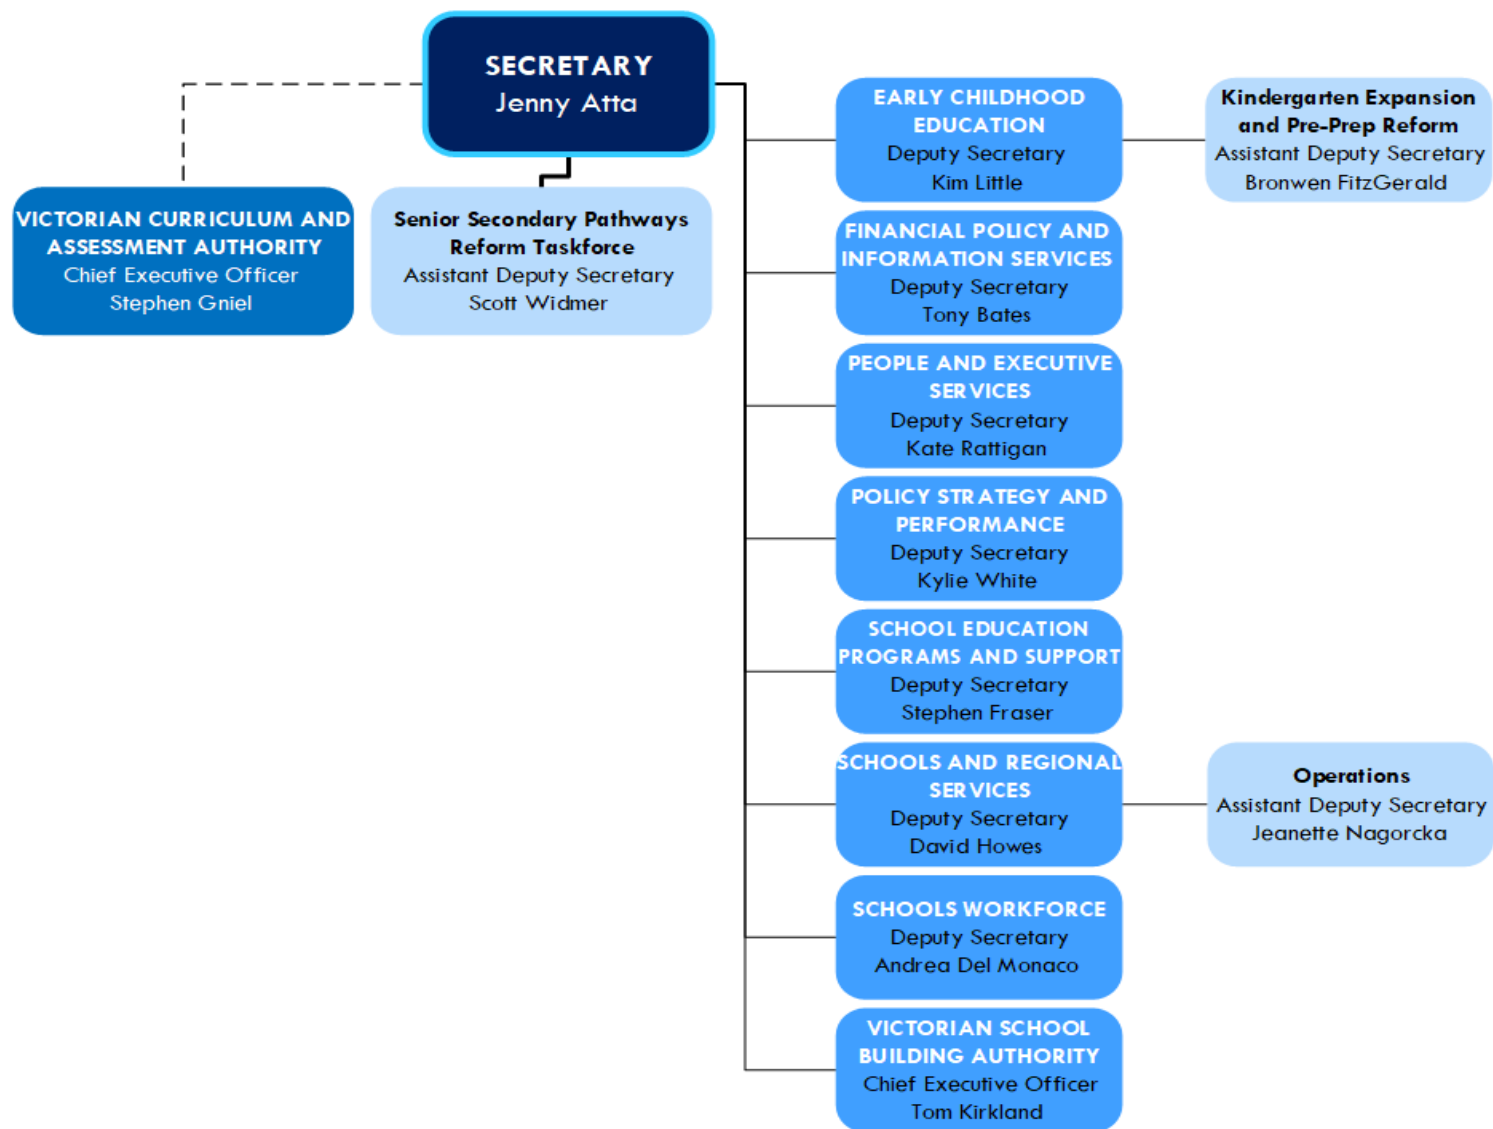 SECRETARY
Jenny Atta
VICTORIAN CURRICULUM AND
ASSESSMENT AUTHORITY
Chief Executive Officer
Stephen Gniel
Senior Secondary Pathways
Reform Taskforce
Assistant Deputy Secretary
Scott Widmer
EARLY CHILDHOOD
EDUCATION
Deputy Secretary
Kim Little
Kindergarten Expansion
and Pre-Prep Reform
Assistant Deputy Secretary
Bronwen FitzGerald
FINANCIAL POLICY AND
INFORMATION SERVICES
Deputy Secretary
Tony Bates
PEOPLE AND EXECUTIVE
SERVICES
Deputy Secretary
Kate Rattigan
POLICY STRATEGY AND
PERFORMANCE
Deputy Secretary
Kylie White
SCHOOL EDUCATION
PROGRAMS AND SUPPORT
Deputy Secretary
Stephen Fraser
SCHOOLS AND REGIONAL
SERVICES
Deputy Secretary
David Howes
Operations
Assistant Deputy Secretary
Jeanette Nagorcka
SCHOOLS WORKFORCE
Deputy Secretary
Andrea Del Monaco
VICTORIAN SCHOOL
BUILDING AUTHORITY
Chief Executive Officer
Tom Kirkland